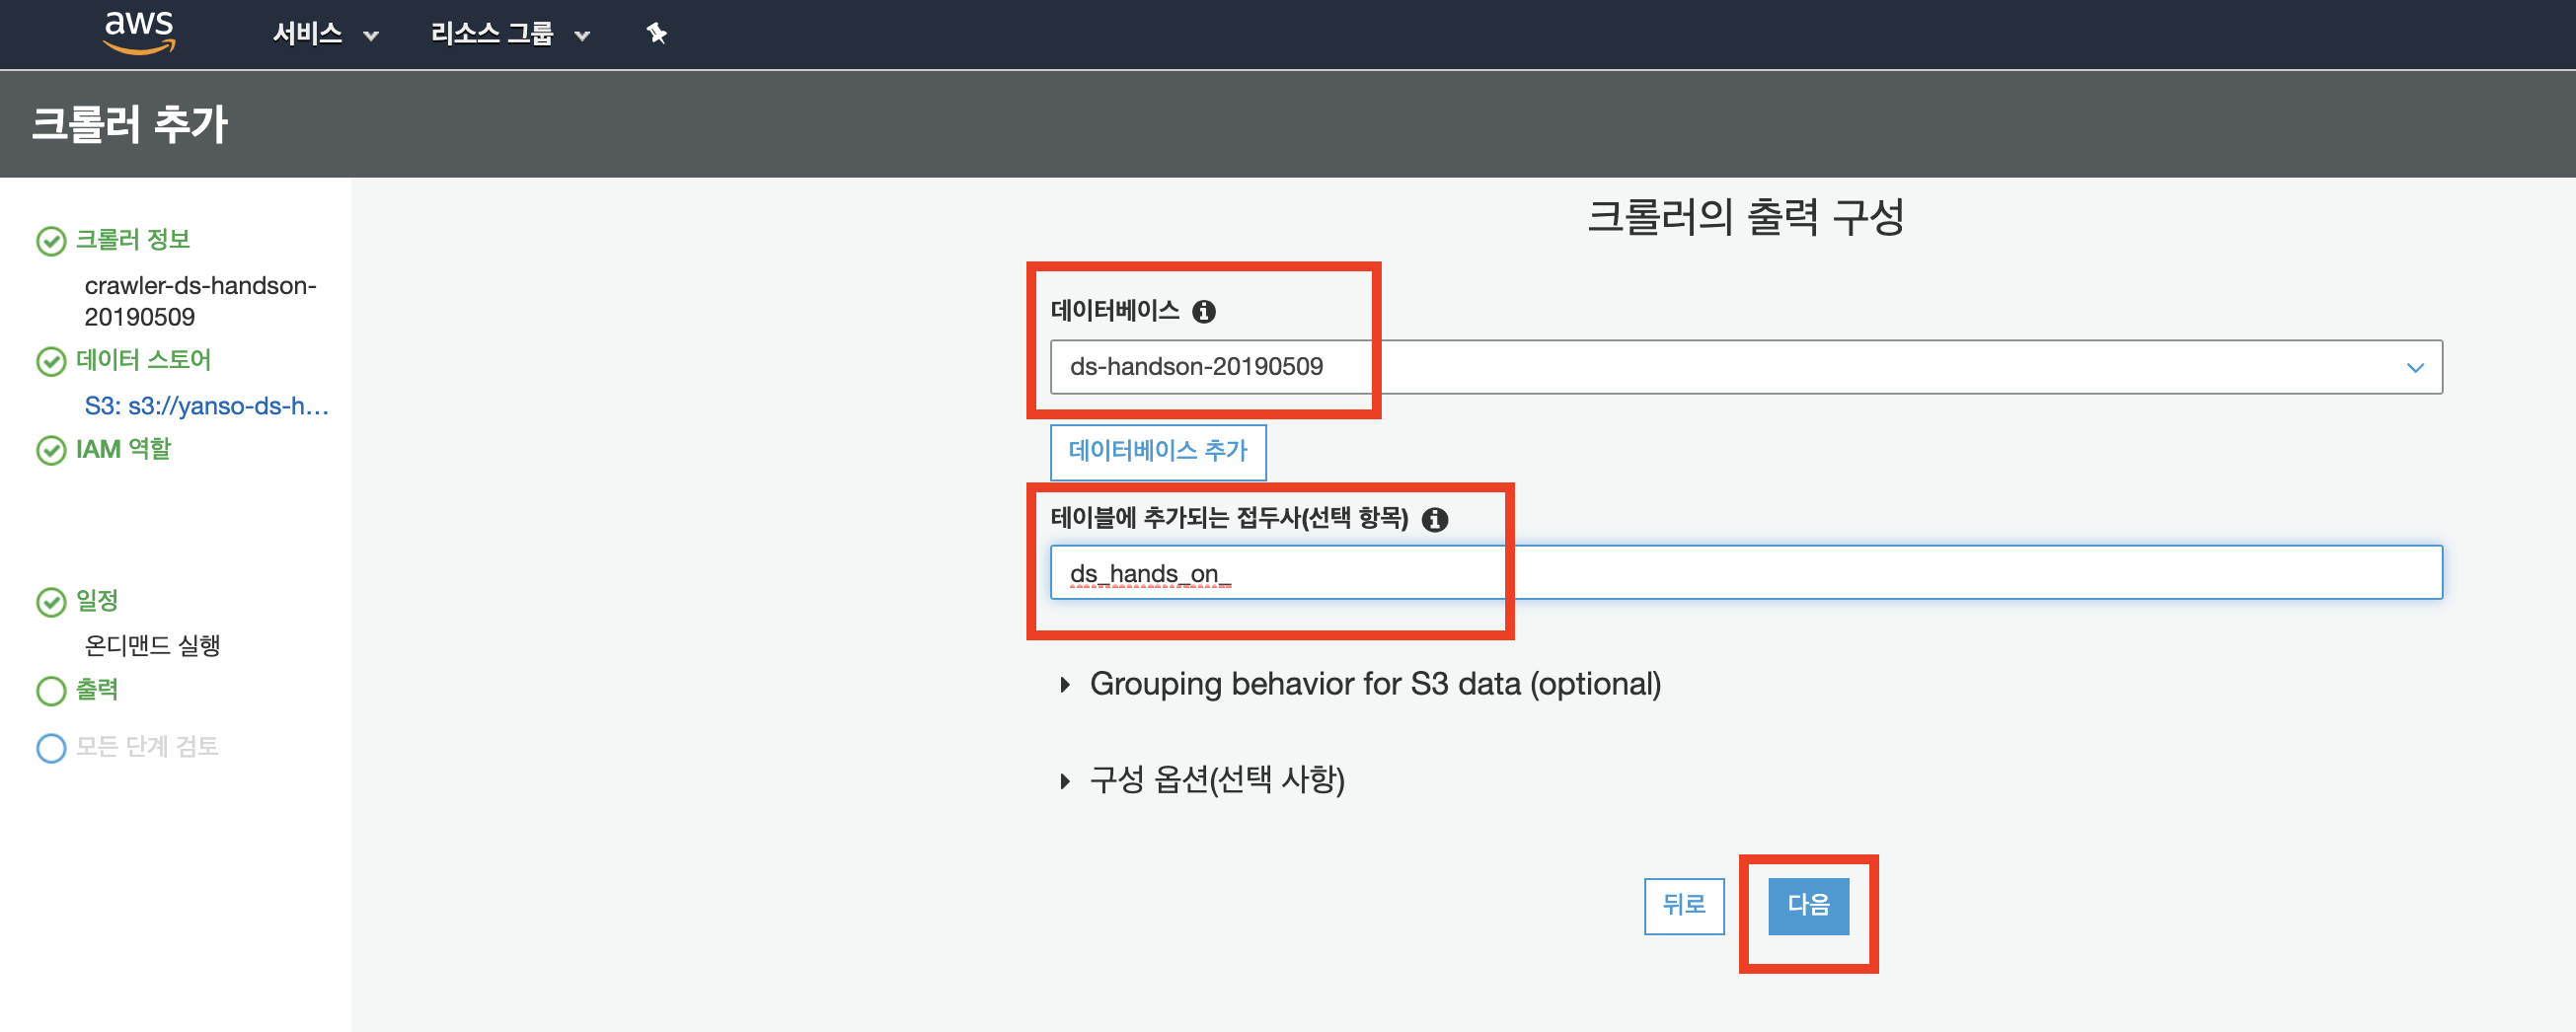 aws 서비스 리소스 그룹
크롤러 추가
크롤러 정보
crawler-ds-handson-
20190509
데이터 스토어
S3: s3://yanso-ds-h...
IAM 역할
일정
온디맨드 실행
출력
모든 단계 검토
크롤러의 출력 구성
데이터베이스
ds-handson-20190509
데이터베이스 추가
테이블에 추가되는 접두사(선택 항목)
ds_hands_on_
Grouping behavior for S3 data (optional)
구성 옵션(선택 사항)
뒤로 다음